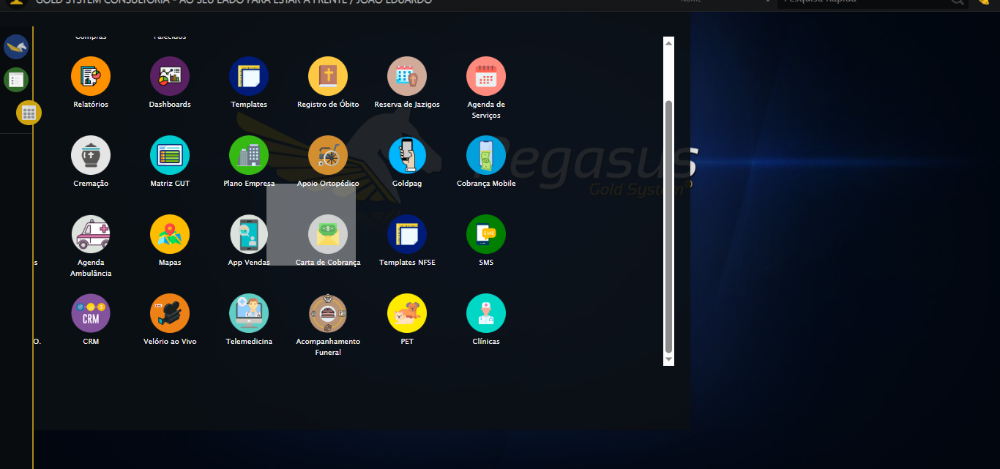 GOLD SYSTEM CONSULTORIA - AO SEU LADO PARA ESTAR À FRENTE / JOÃO EDUARDO
Nome
Pesquisa Rápida
Compras
Falecidos
Relatórios
Dashboards
Templates
Registro de Óbito
Reserva de Jazigos
Agenda de
Serviços
Cremação
Matriz GUT
Plano Empresa
Apoio Ortopédico
Goldpag
Cobrança Mobile
Pegasus
Gold System
Agenda
Ambulância
Mapas
App Vendas
Carta de Cobrança
Templates NFSE
SMS
SMS
CRM
CRM
Velório ao Vivo
Telemedicina
Acompanhamento
Funeral
PET
Clínicas